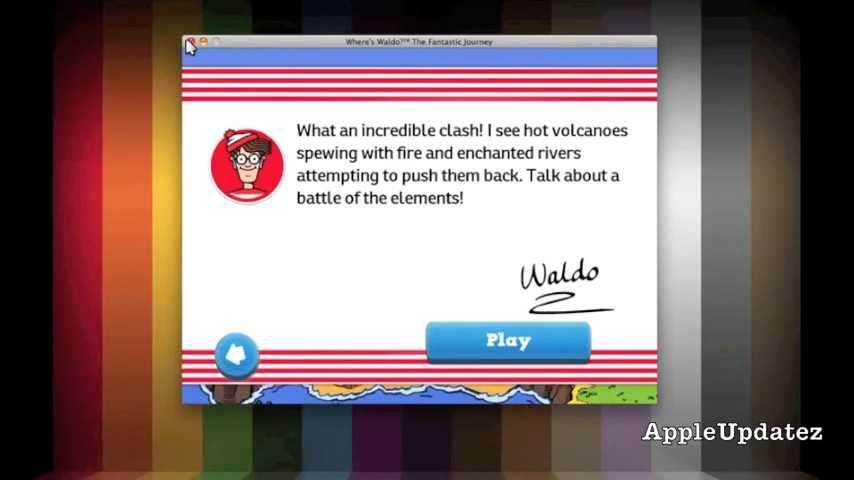 Where's Waldo?™ The Fantastic Journey
What an incredible clash! I see hot volcanoes
spewing with fire and enchanted rivers
attempting to push them back. Talk about a
battle of the elements!
Waldo
Play
AppleUpdatez